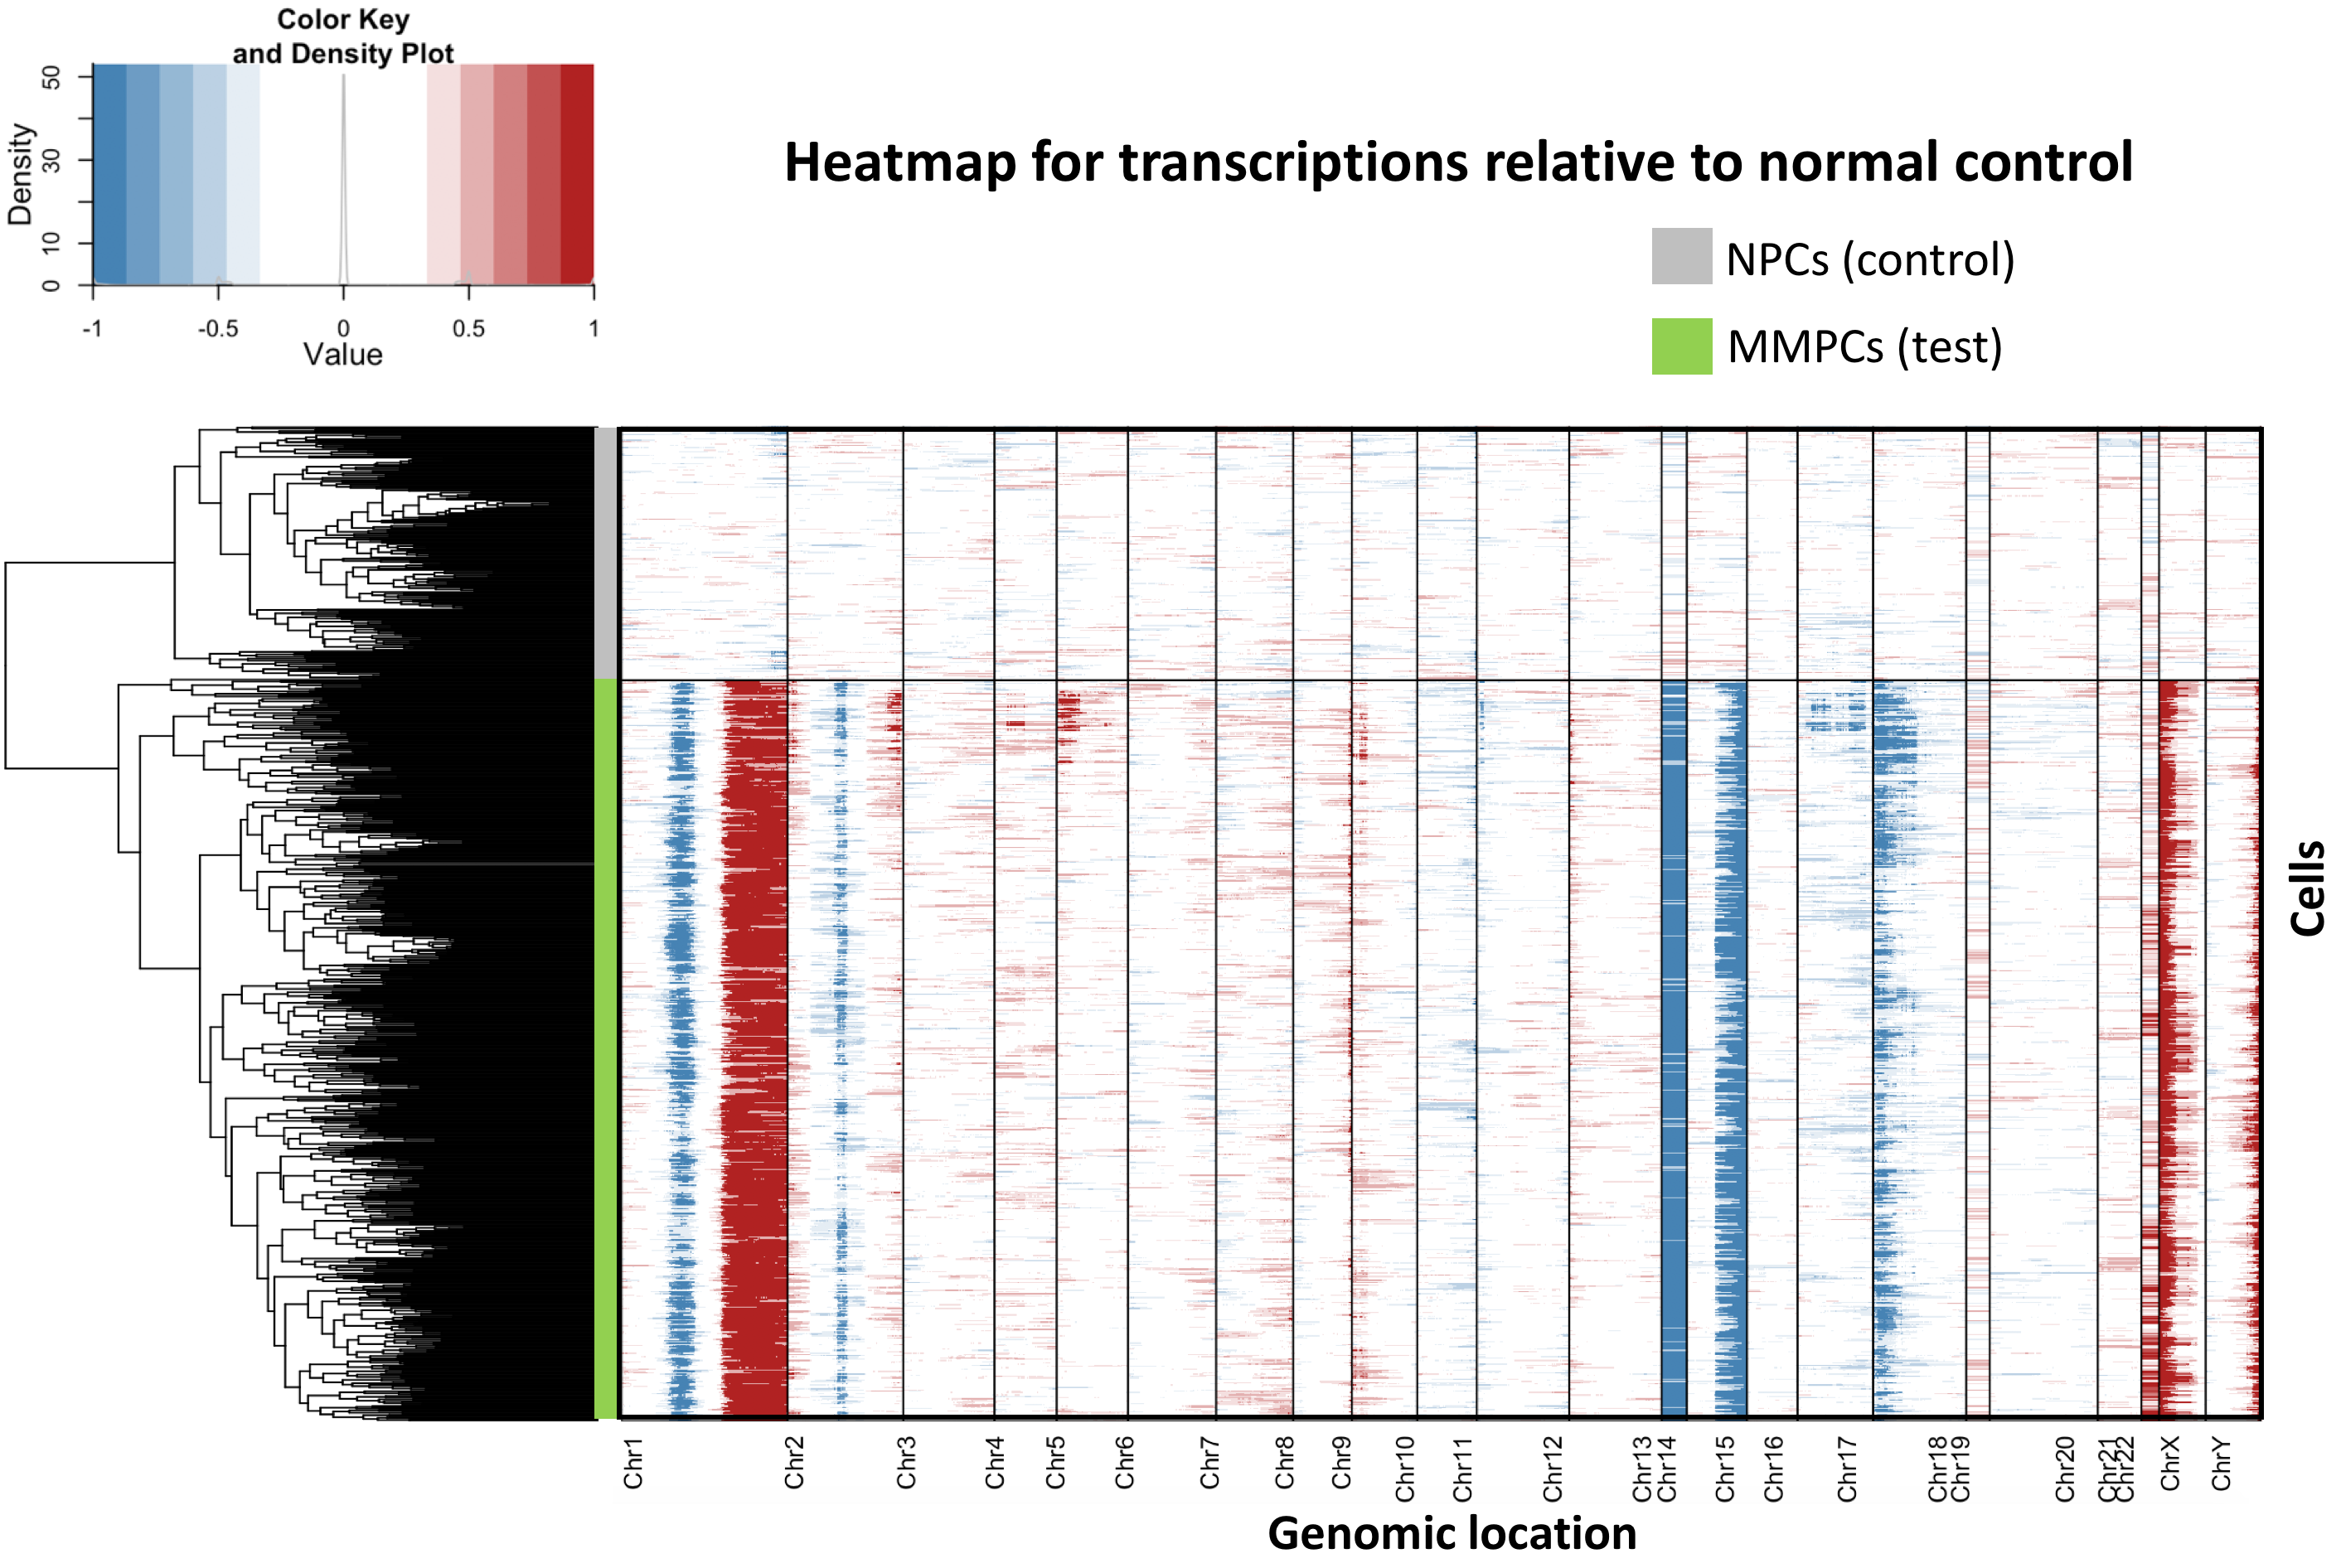 Color Key
and Density Plot
Density
50
30
10
0
-1 -0.5 0 0.5 1
Value
Heatmap for transcriptions relative to normal control
NPCs (control)
MMPCs (test)
Cells
Chr1 Chr2 Chr3 Chr4 Chr5 Chr6 Chr7 Chr8 Chr9 Chr10 Chr11 Chr12 Chr13 Chr14 Chr15 Chr16 Chr17 Chr18 Chr19 Chr20 Chr21 Chr22 ChrX ChrY
Genomic location